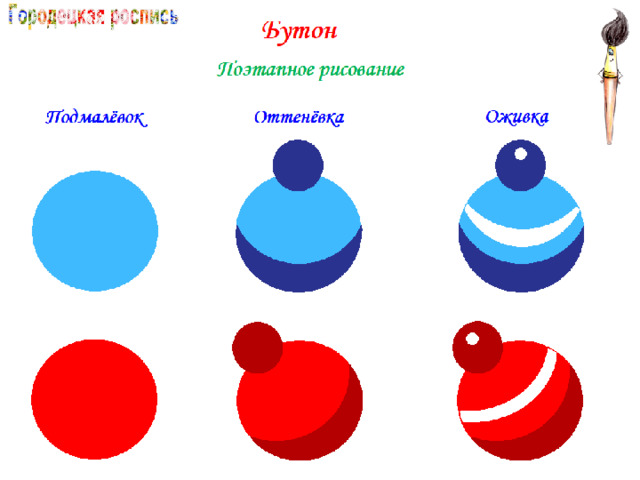 Городецкая роспись
Бутон
Поэтапное рисование
Подмалёвок Оттенёвка Оживка